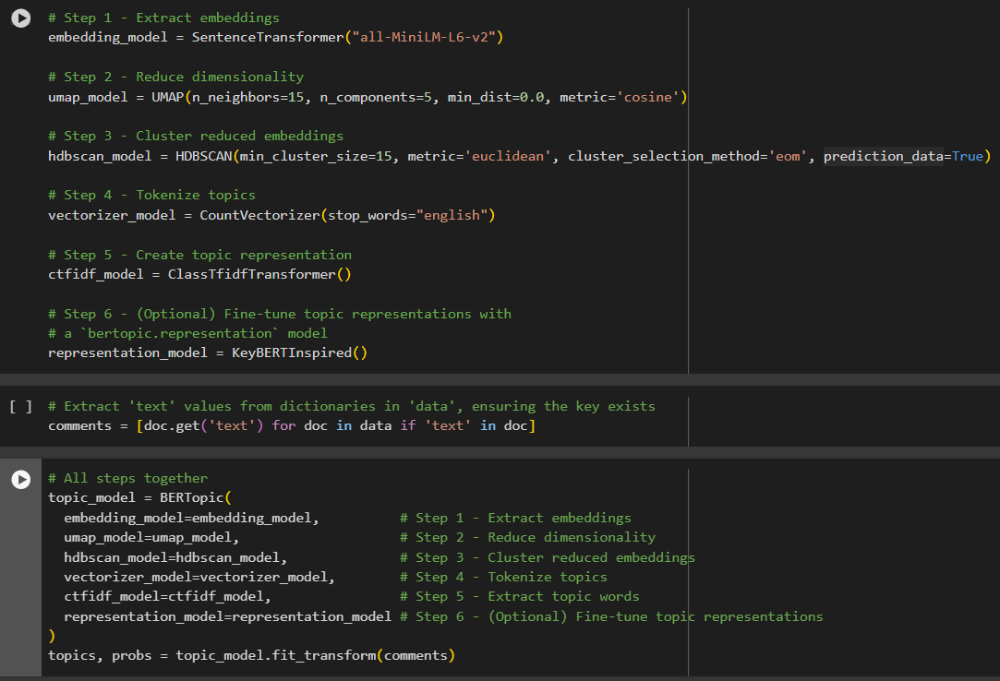 # Step 1 - Extract embeddings
embedding_model = SentenceTransformer("all-MiniLM-L6-v2")
# Step 2 - Reduce dimensionality
umap_model = UMAP(n_neighbors=15, n_components=5, min_dist=0.0, metric='cosine')
# Step 3 - Cluster reduced embeddings
hdbscan_model = HDBSCAN(min_cluster_size=15, metric='euclidean', cluster_selection_method='eom', prediction_data=True)
# Step 4 - Tokenize topics
vectorizer_model = CountVectorizer(stop_words="english")
# Step 5 - Create topic representation
ctfidf_model = ClassTfidfTransformer()
# Step 6 - (Optional) Fine-tune topic representations with
# a `bertopic.representation` model
representation_model = KeyBERTInspired()
[ ] # Extract 'text' values from dictionaries in 'data', ensuring the key exists
comments = [doc.get('text') for doc in data if 'text' in doc]
# All steps together
topic_model = BERTopic(
  embedding_model=embedding_model,          # Step 1 - Extract embeddings
  umap_model=umap_model,                    # Step 2 - Reduce dimensionality
  hdbscan_model=hdbscan_model,              # Step 3 - Cluster reduced embeddings
  vectorizer_model=vectorizer_model,        # Step 4 - Tokenize topics
  ctfidf_model=ctfidf_model,                # Step 5 - Extract topic words
  representation_model=representation_model # Step 6 - (Optional) Fine-tune topic representations
)
topics, probs = topic_model.fit_transform(comments)